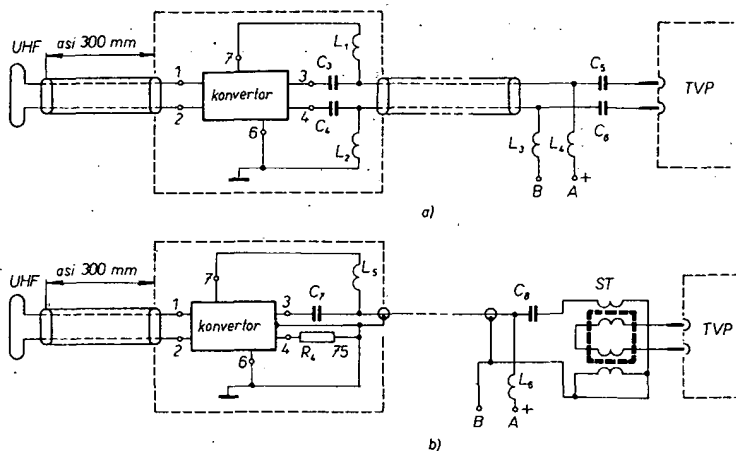 UHF
asi 300 mm
1
2
7
konvertor
6
3
4
C3
C4
L1
L2
L3
L4
B
A
+
C5
C6
TVP
a)
UHF
asi 300 mm
1
2
7
konvertor
6
3
4
C7
R4
75
L5
B
A
+
L6
C8
ST
TVP
b)